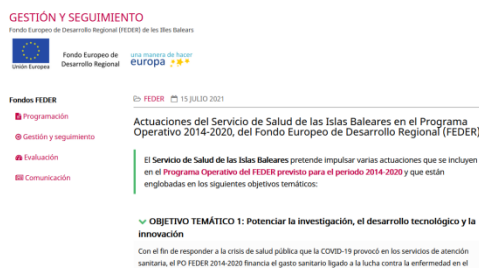 GESTIÓN Y SEGUIMIENTO
Fondo Europeo de Desarrollo Regional (FEDER) de les Illes Balears
Unión Europea
Fondo Europeo de
Desarrollo Regional
una manera de hacer
europa
Fondos FEDER
Programación
Gestión y seguimiento
Evaluación
Comunicación
FEDER 15 JULIO 2021
Actuaciones del Servicio de Salud de las Islas Baleares en el Programa
Operativo 2014-2020, del Fondo Europeo de Desarrollo Regional (FEDER)
El Servicio de Salud de las Islas Baleares pretende impulsar varias actuaciones que se incluyen
en el Programa Operativo del FEDER previsto para el periodo 2014-2020 y que están
englobadas en los siguientes objetivos temáticos:
OBJETIVO TEMÁTICO 1: Potenciar la investigación, el desarrollo tecnológico y la
innovación
Con el fin de responder a la crisis de salud pública que la COVID-19 provocó en los servicios de atención
sanitaria, el PO FEDER 2014-2020 financia el gasto sanitario ligado a la lucha contra la enfermedad en el